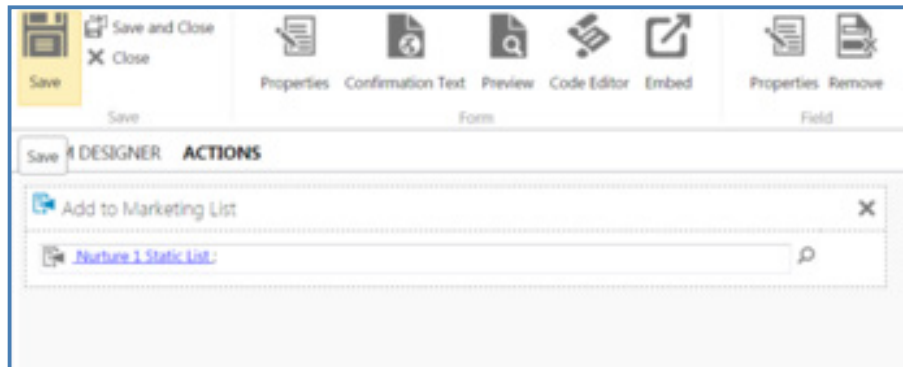 Save and Close
Close
Save
Properties Confirmation Text Preview Code Editor Embed
Properties Remove
Save
Form
Field
Save M DESIGNER ACTIONS
Add to Marketing List
Nurture 1 Static List ;